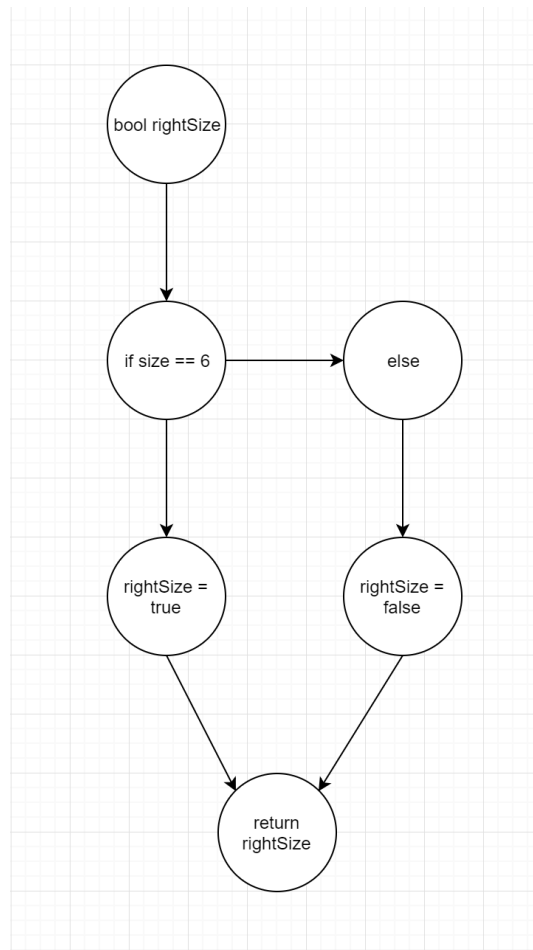 bool rightSize
if size == 6
else
rightSize =
true
rightSize =
false
return
rightSize